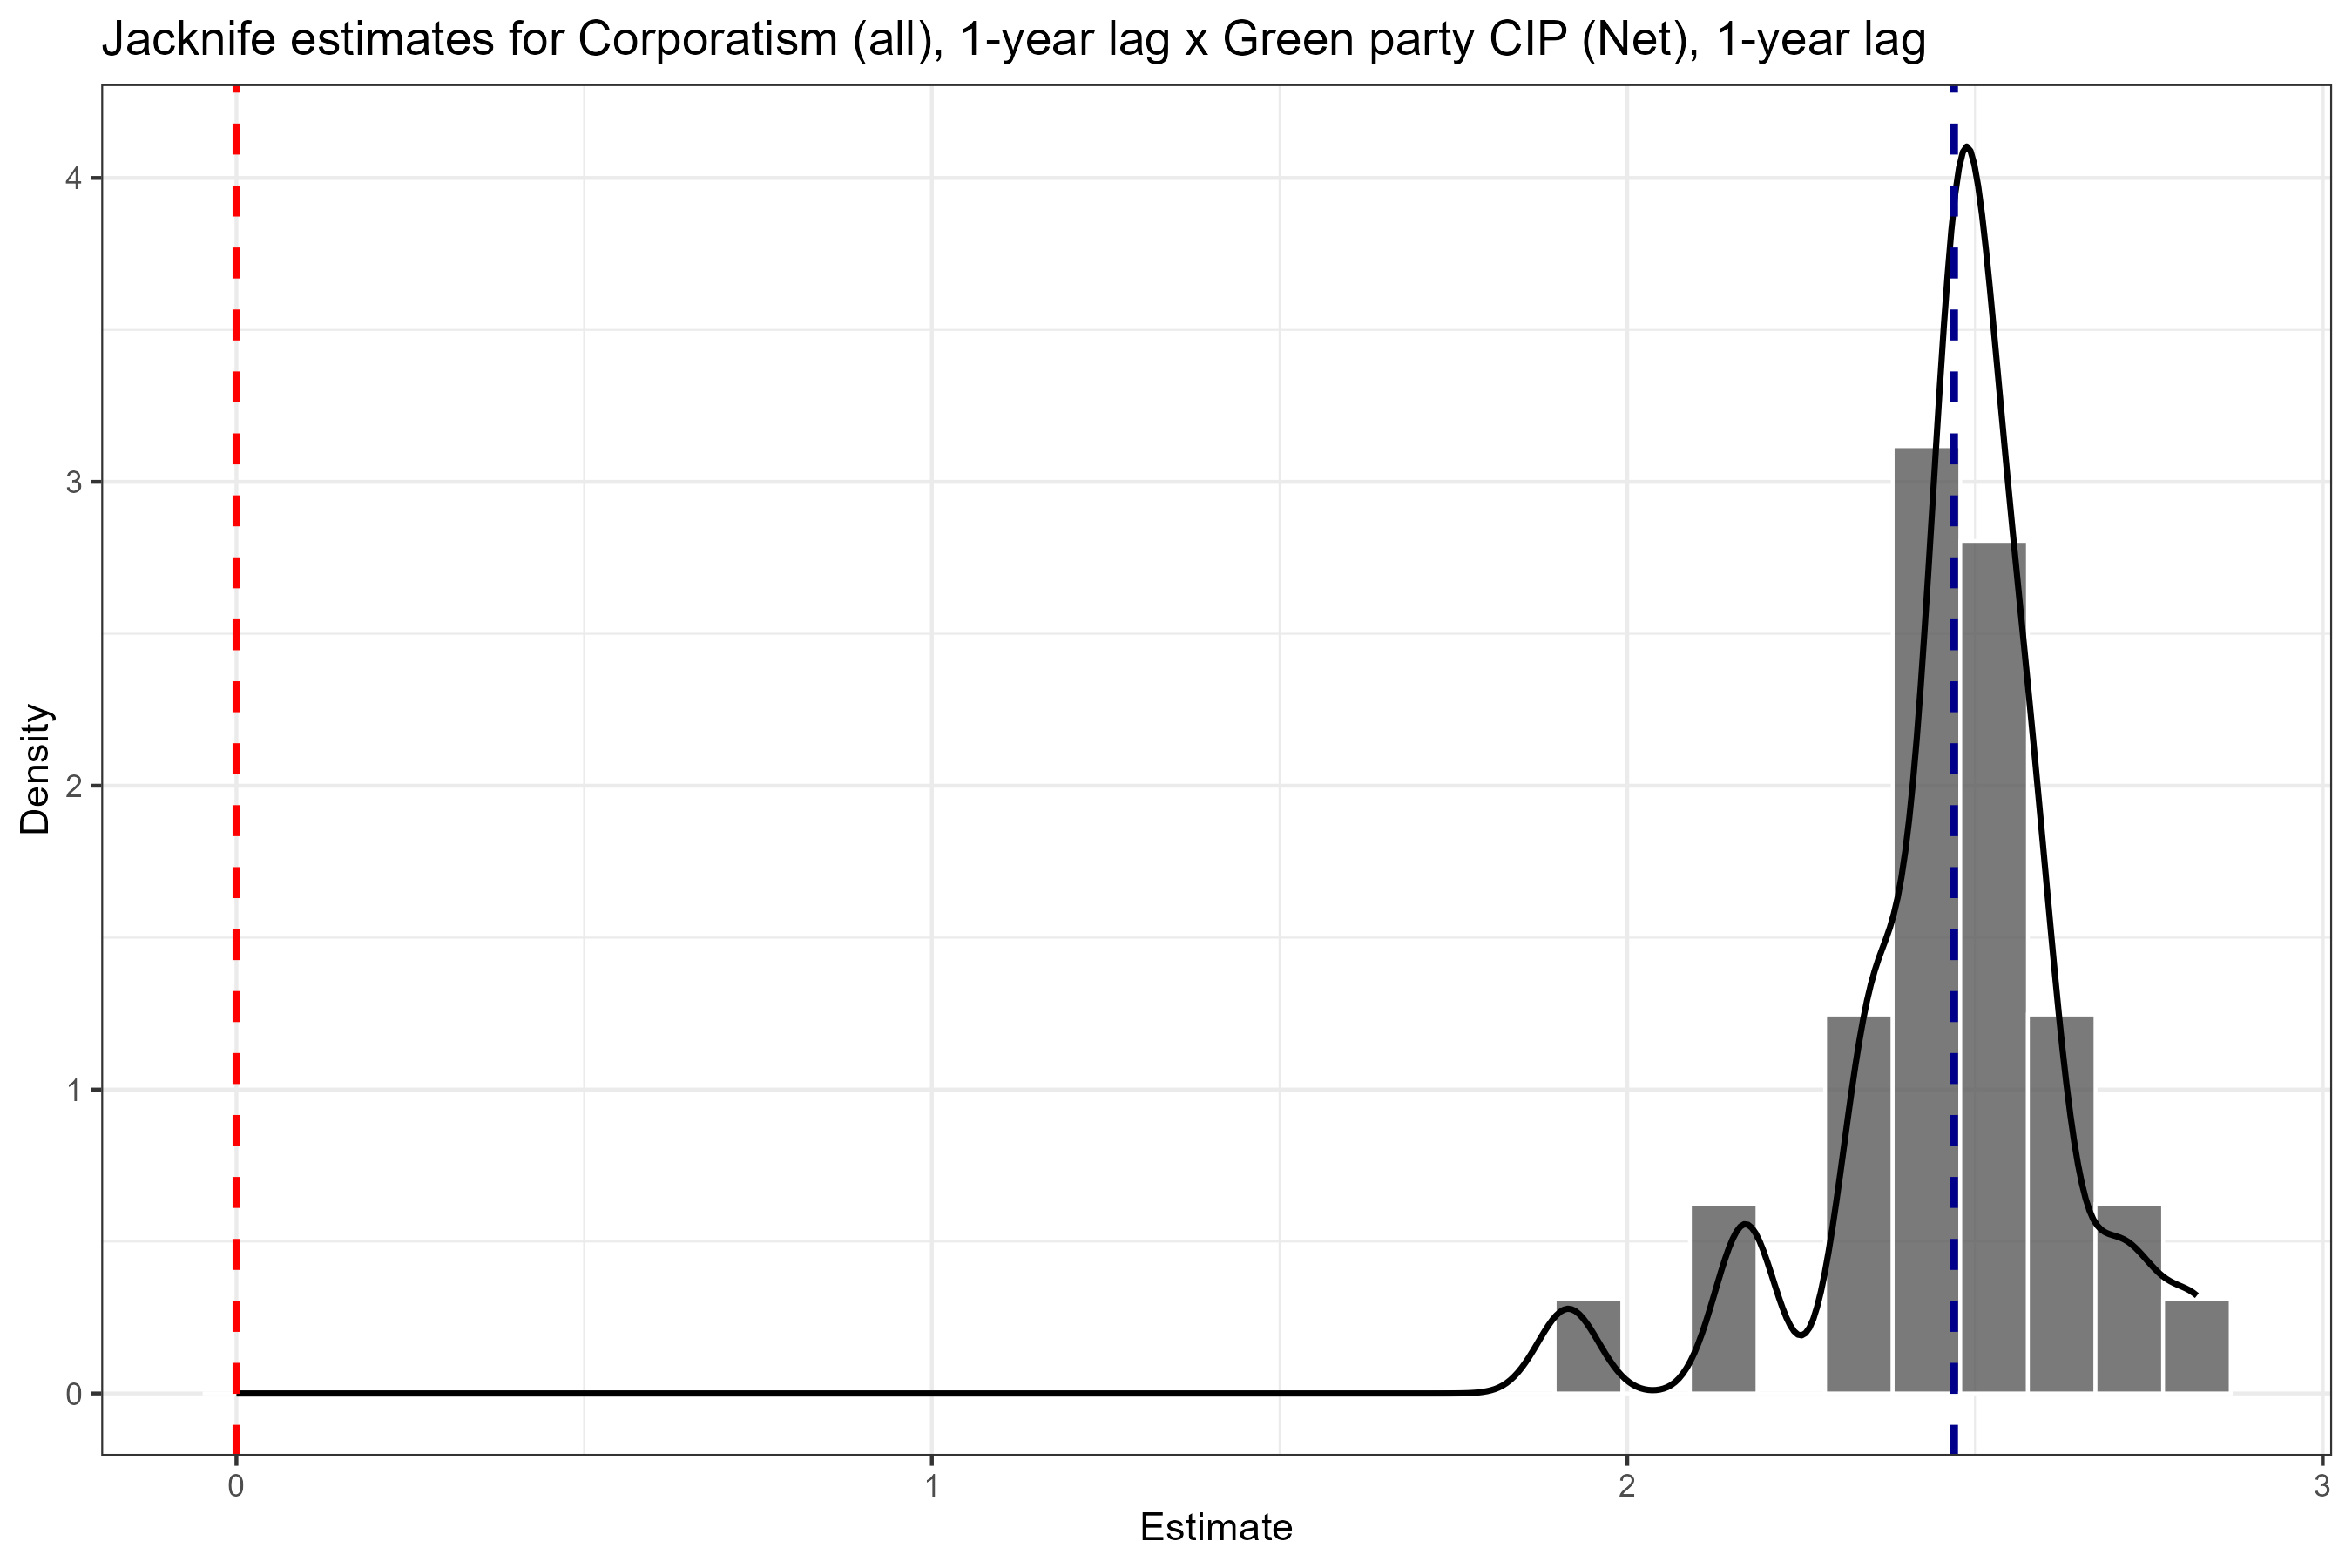 Jacknife estimates for Corporatism (all), 1-year lag x Green party CIP (Net), 1-year lag
4
3
2
1
0
Density
0 1 2 3
Estimate